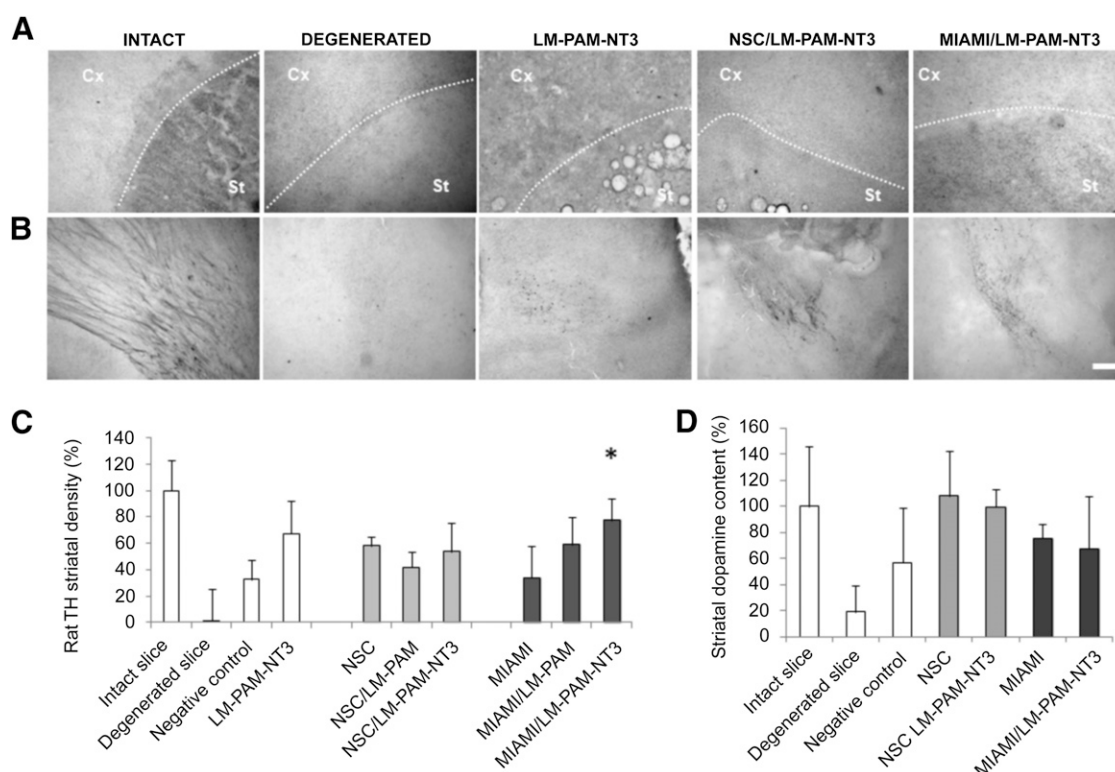 A
INTACT DEGENERATED LM-PAM-NT3 NSC/LM-PAM-NT3 MIAMI/LM-PAM-NT3
Cx Cx Cx Cx Cx
St St St St St
B
C
Rat TH striatal density (%)
140
120
100
80
60
40
20
0
*
Intact slice
Degenerated slice
Negative control
LM-PAM-NT3
NSC
NSC/LM-PAM
NSC/LM-PAM-NT3
MIAMI
MIAMI/LM-PAM
MIAMI/LM-PAM-NT3
D
Striatal dopamine content (%)
160
140
120
100
80
60
40
20
0
Intact slice
Degenerated slice
Negative control
NSC
NSC LM-PAM-NT3
MIAMI
MIAMI/LM-PAM-NT3